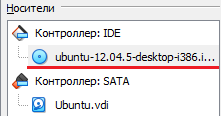 Носители
Контроллер: IDE
ubuntu-12.04.5-desktop-i386.i...
Контроллер: SATA
Ubuntu.vdi